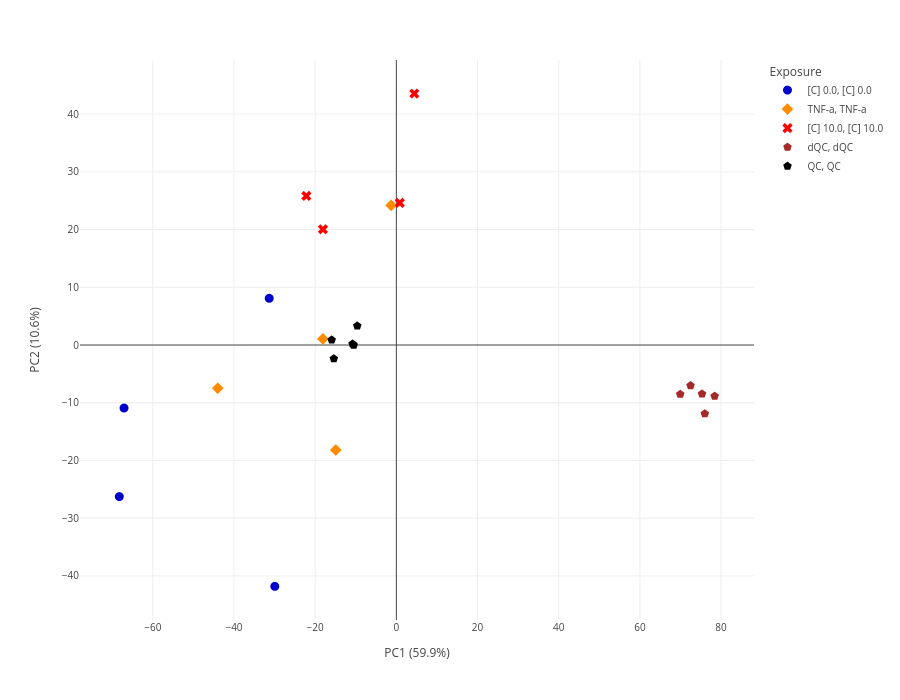 Exposure
[C] 0.0, [C] 0.0
TNF-a, TNF-a
[C] 10.0, [C] 10.0
dQC, dQC
QC, QC
40
30
20
10
0
−10
−20
−30
−40
PC2 (10.6%)
−60
−40
−20
0
20
40
60
80
PC1 (59.9%)